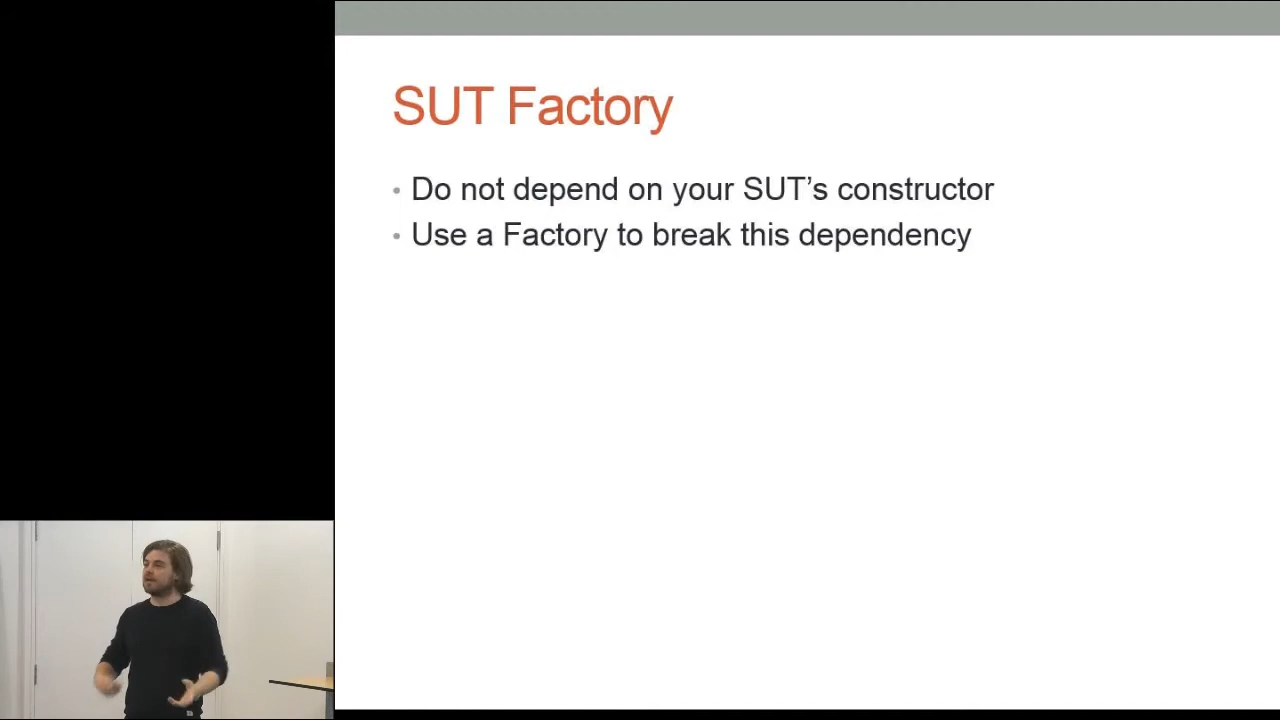 SUT Factory
• Do not depend on your SUT’s constructor
• Use a Factory to break this dependency